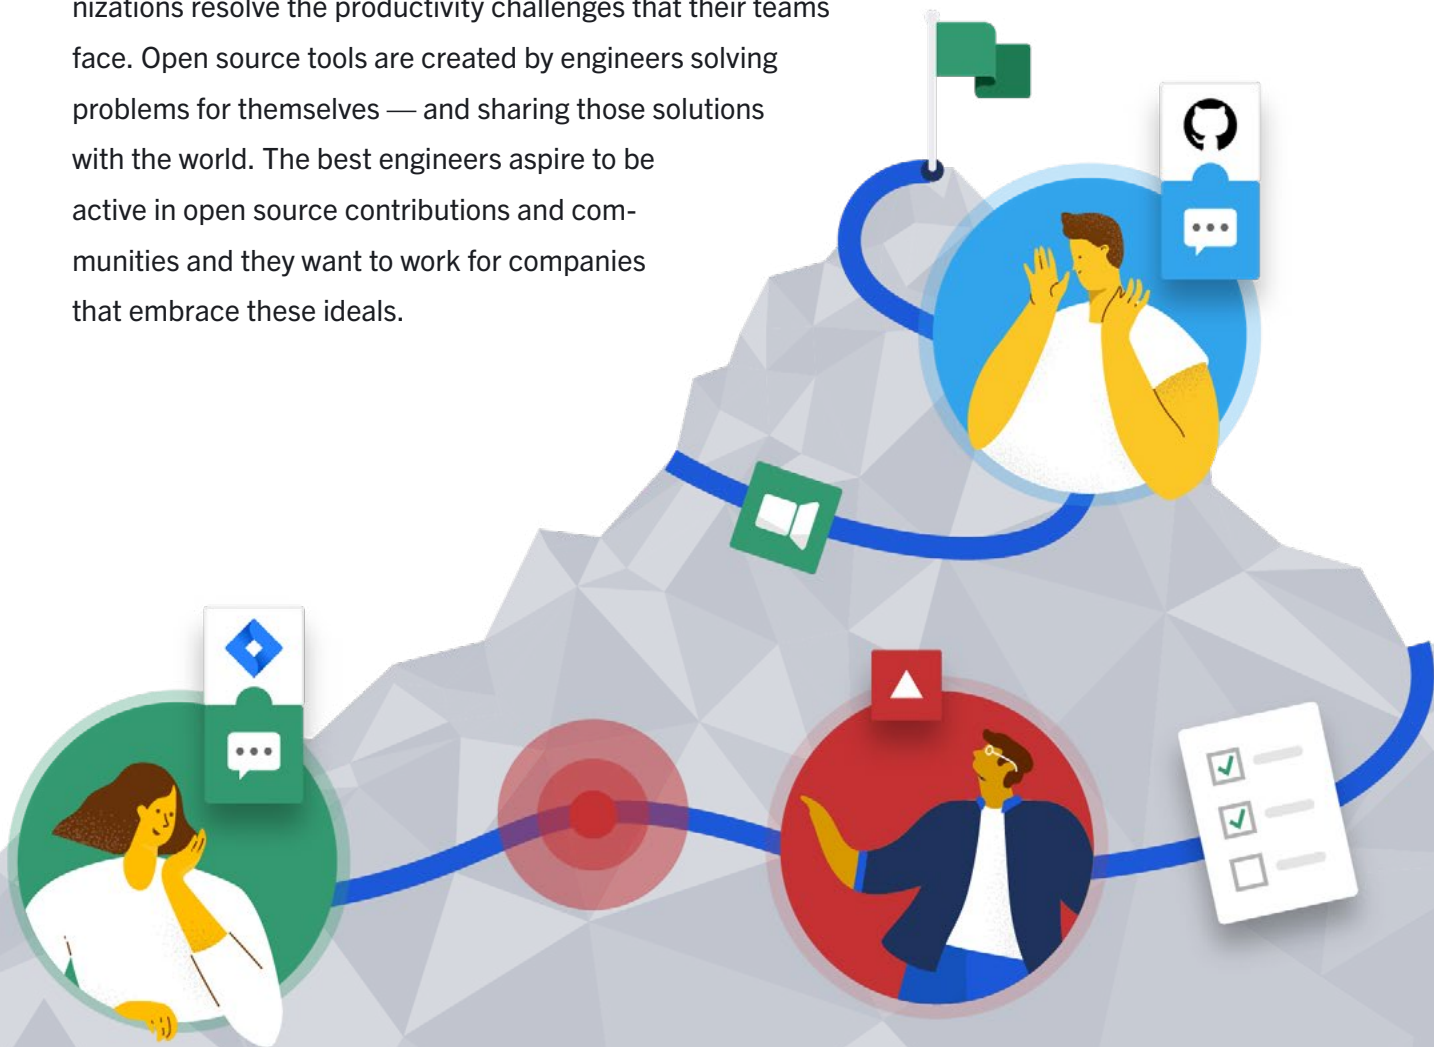 nizations resolve the productivity challenges that their teams
face. Open source tools are created by engineers solving
problems for themselves — and sharing those solutions
with the world. The best engineers aspire to be
active in open source contributions and com-
munities and they want to work for companies
that embrace these ideals.